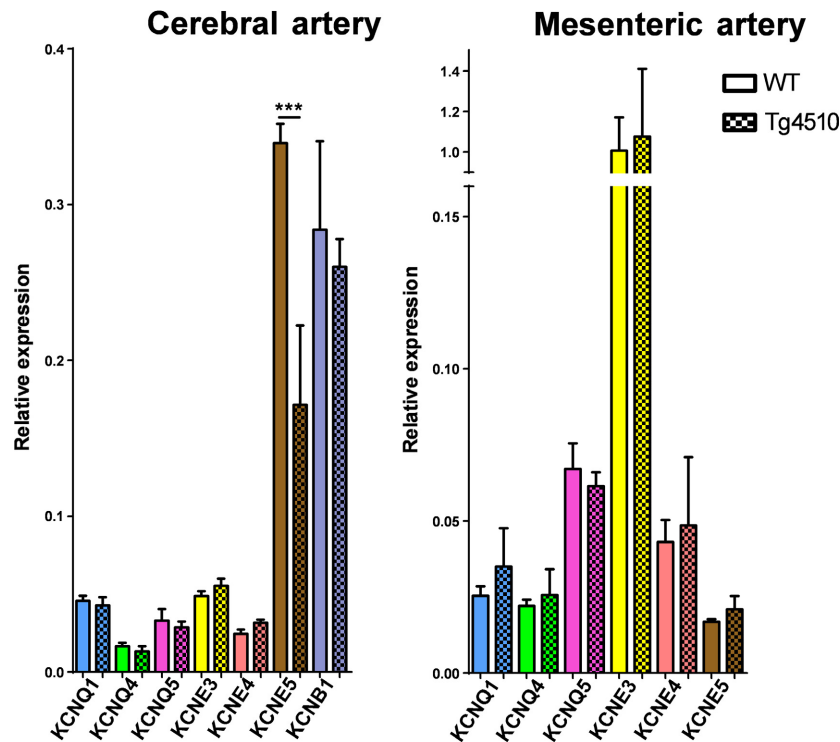 Cerebral artery
Relative expression
0.4
0.3
0.2
0.1
0.0
***
KCNQ1
KCNQ4
KCNQ5
KCNE3
KCNE4
KCNE5
KCNB1
Mesenteric artery
Relative expression
1.4
1.2
1.0
0.15
0.10
0.05
0.00
WT
Tg4510
KCNQ1
KCNQ4
KCNQ5
KCNE3
KCNE4
KCNE5